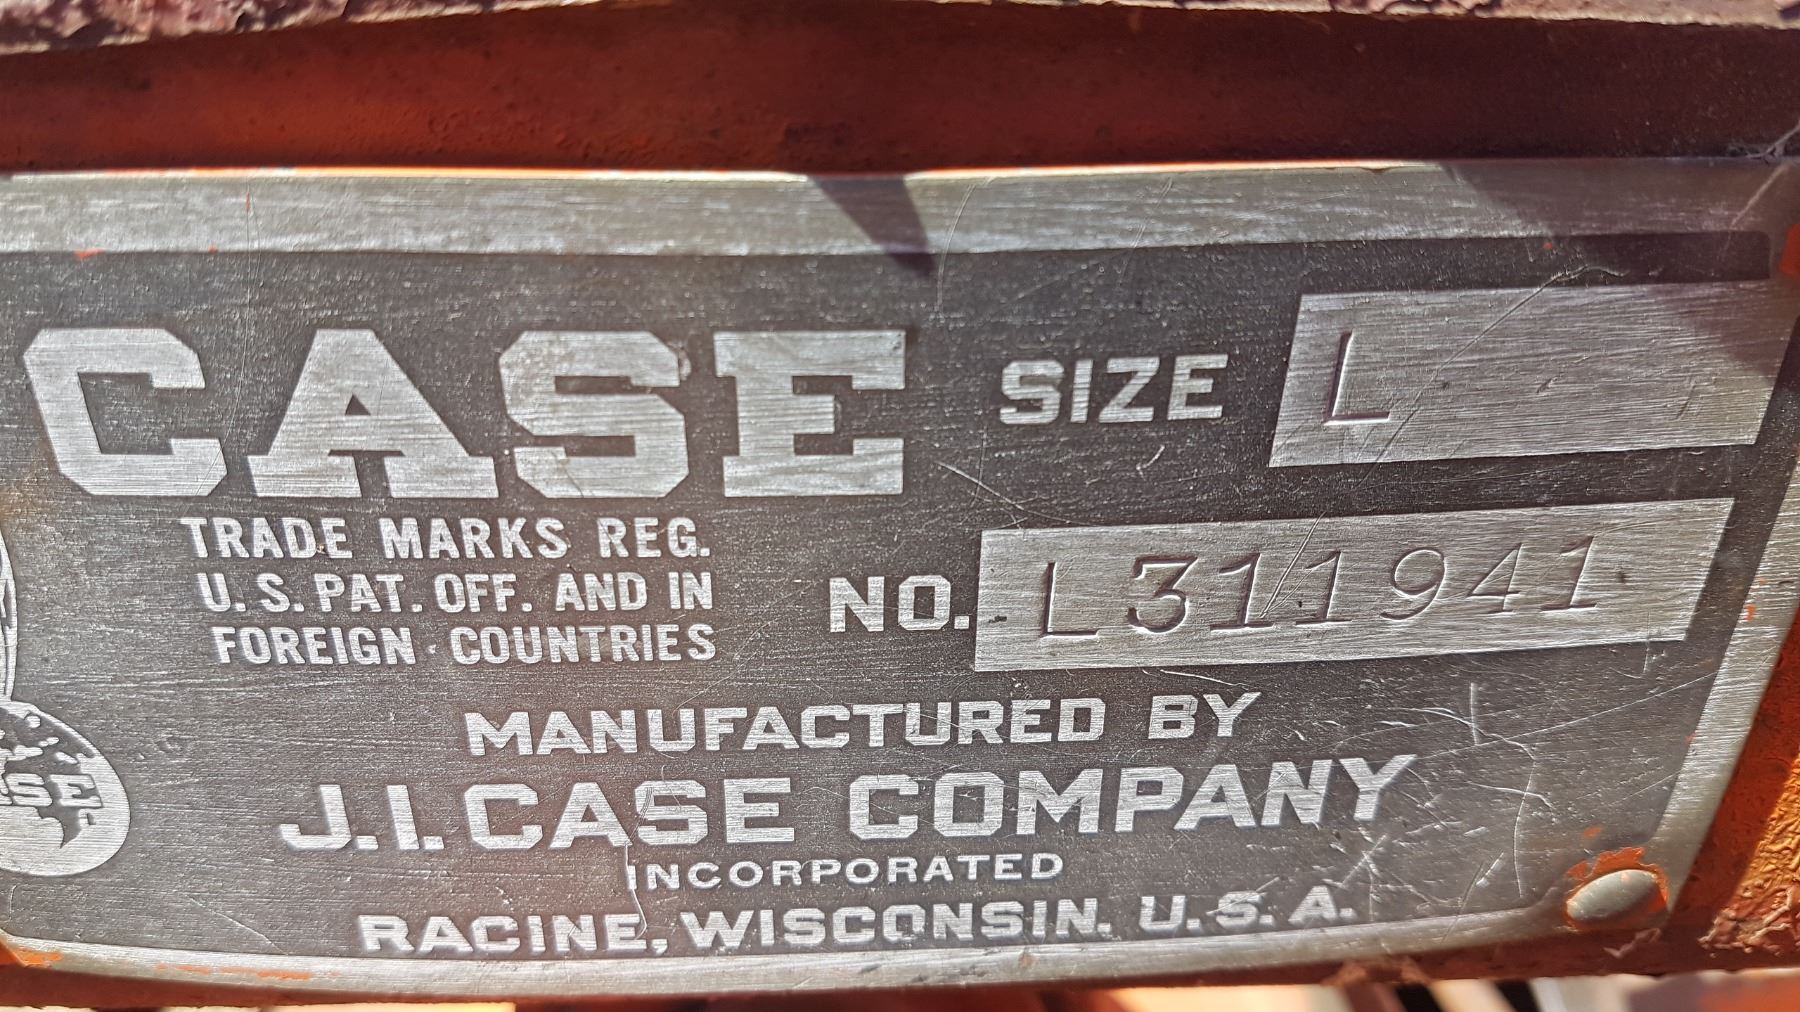 CASE SIZE L
TRADE MARKS REG.
U.S. PAT. OFF. AND IN
FOREIGN COUNTRIES
NO. L311941
MANUFACTURED BY
J.I. CASE COMPANY
INCORPORATED
RACINE, WISCONSIN. U.S.A.